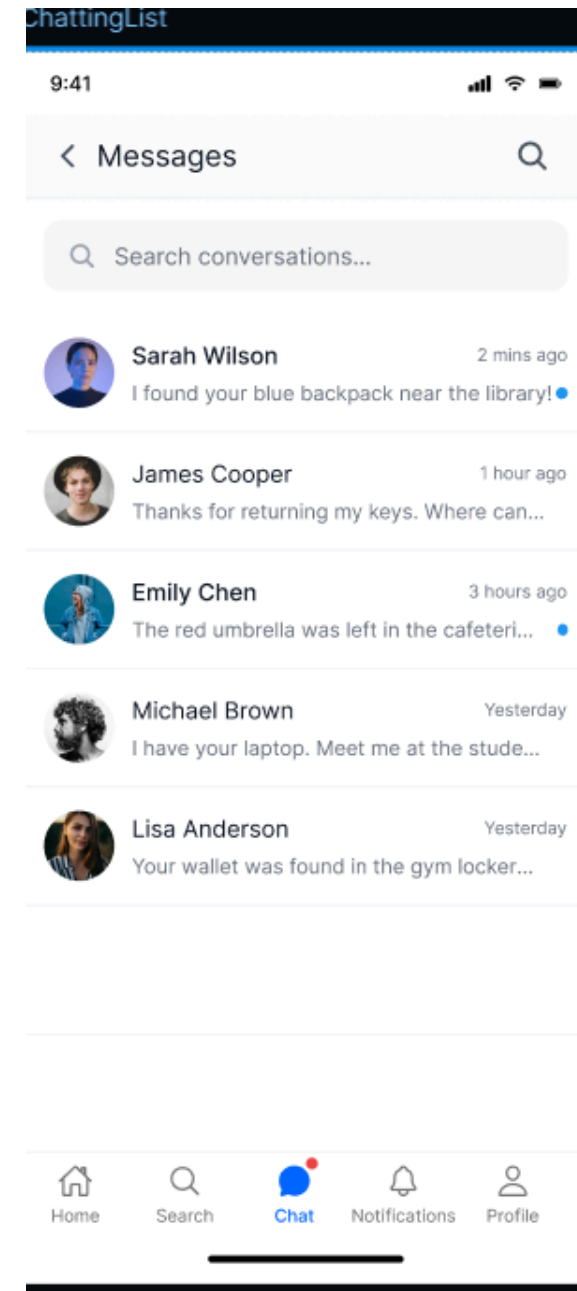 ChattingList
9:41
Messages
Search conversations...
Sarah Wilson 2 mins ago
I found your blue backpack near the library!
James Cooper 1 hour ago
Thanks for returning my keys. Where can...
Emily Chen 3 hours ago
The red umbrella was left in the cafeteri...
Michael Brown Yesterday
I have your laptop. Meet me at the stude...
Lisa Anderson Yesterday
Your wallet was found in the gym locker...
Home Search Chat Notifications Profile